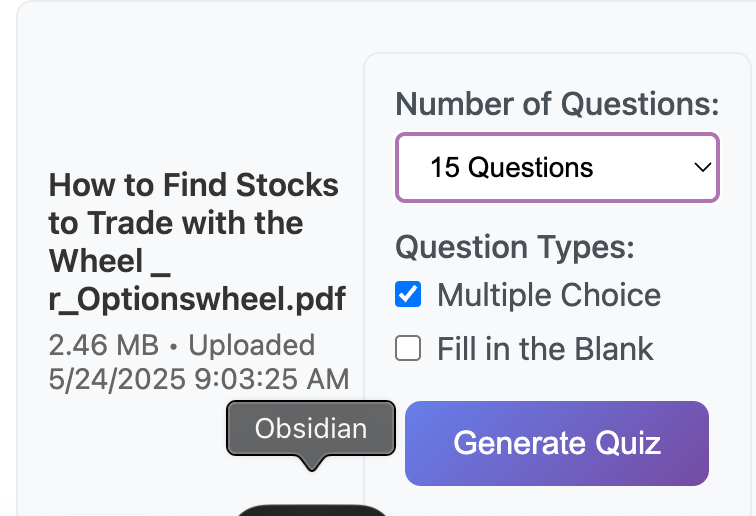 How to Find Stocks
to Trade with the
Wheel _
r_Optionswheel.pdf
2.46 MB • Uploaded
5/24/2025 9:03:25 AM
Number of Questions:
15 Questions
Question Types:
Multiple Choice
Fill in the Blank
Generate Quiz
Obsidian